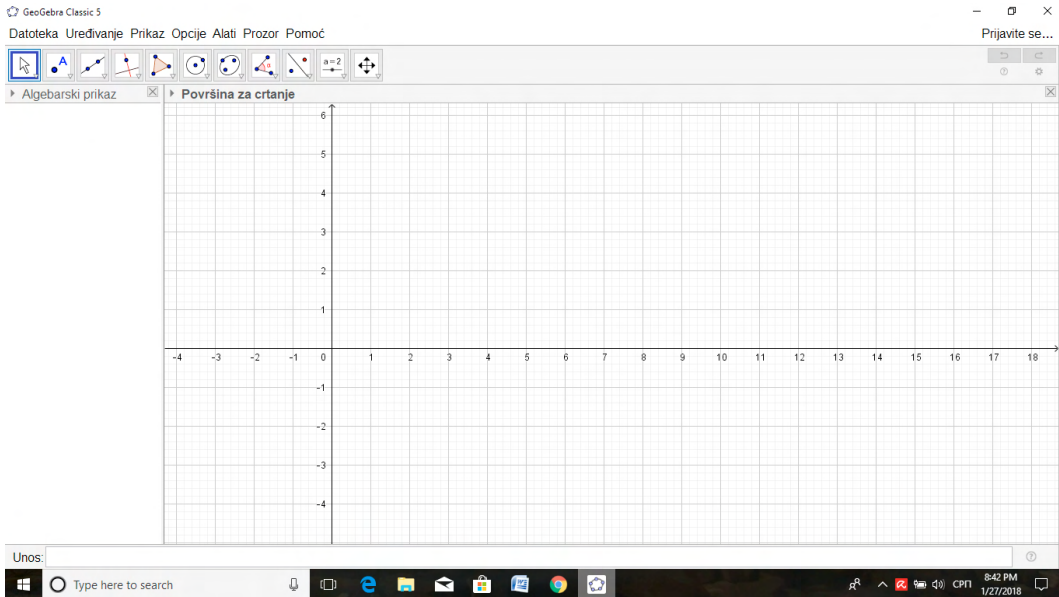 GeoGebra Classic 5
Datoteka Uređivanje Prikaz Opcije Alati Prozor Pomoć Prijavite se...
A α a=2
Algebarski prikaz Površina za crtanje
6
5
4
3
2
1
-4 -3 -2 -1 0 1 2 3 4 5 6 7 8 9 10 11 12 13 14 15 16 17 18
-1
-2
-3
-4
Unos:
Type here to search СРП 8:42 PM
1/27/2018